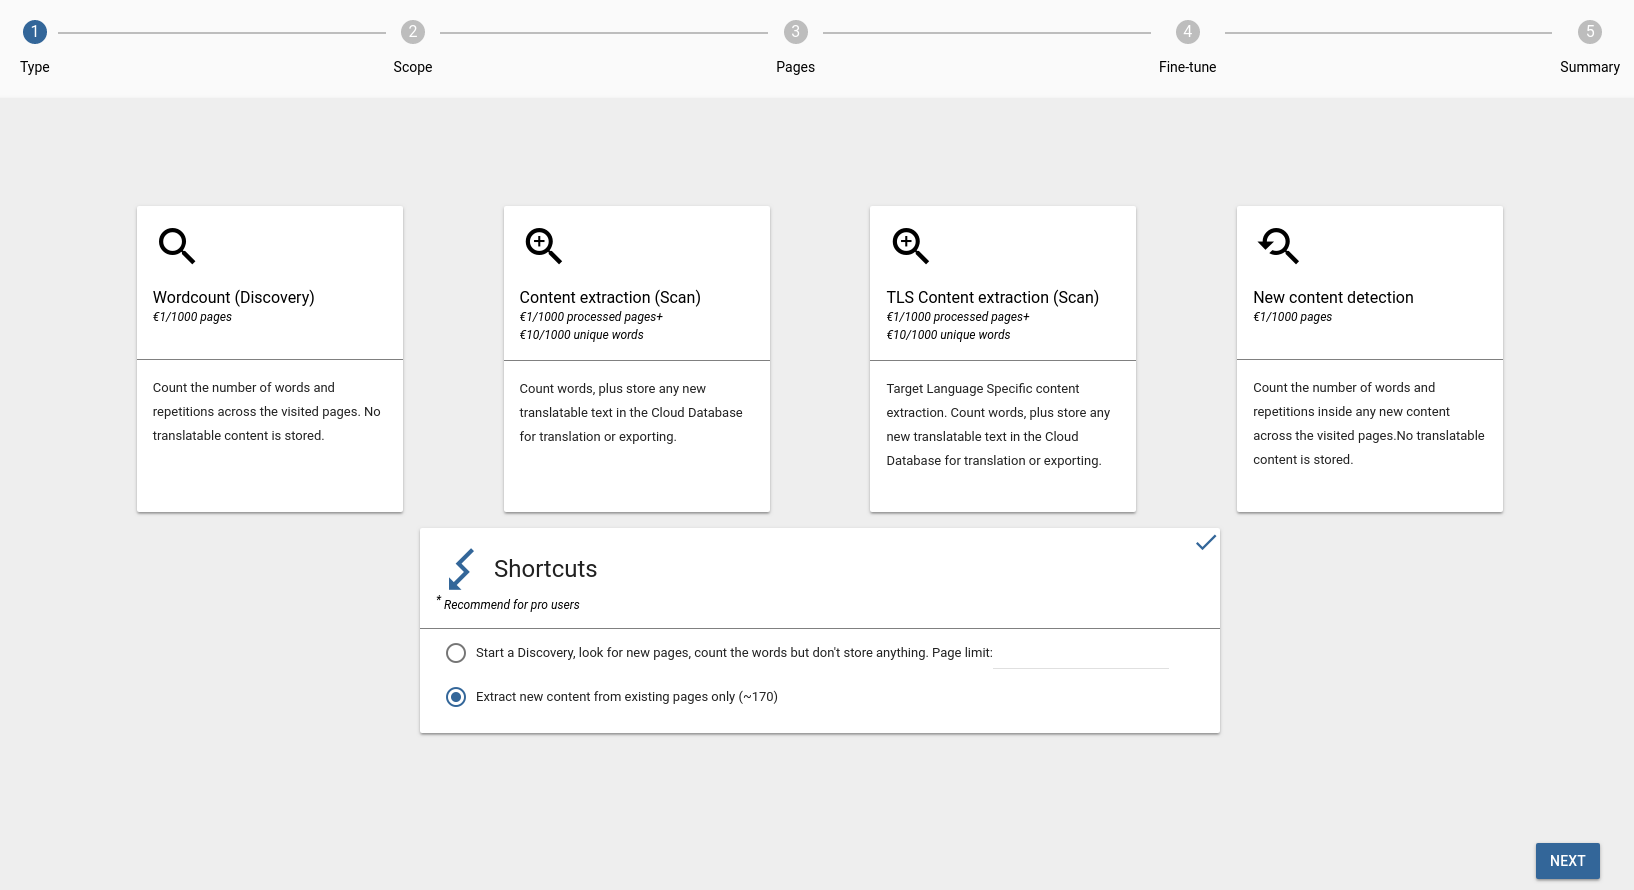 1
Type
2
Scope
3
Pages
4
Fine-tune
5
Summary
Wordcount (Discovery)
€1/1000 pages
Count the number of words and
repetitions across the visited pages. No
translatable content is stored.
Content extraction (Scan)
€1/1000 processed pages+
€10/1000 unique words
Count words, plus store any new
translatable text in the Cloud Database
for translation or exporting.
TLS Content extraction (Scan)
€1/1000 processed pages+
€10/1000 unique words
Target Language Specific content
extraction. Count words, plus store any
new translatable text in the Cloud
Database for translation or exporting.
New content detection
€1/1000 pages
Count the number of words and
repetitions inside any new content
across the visited pages.No translatable
content is stored.
Shortcuts
* Recommend for pro users
Start a Discovery, look for new pages, count the words but don't store anything. Page limit:
Extract new content from existing pages only (~170)
NEXT